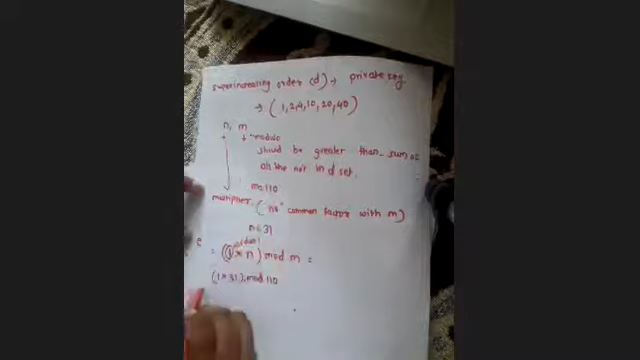 superincreasing order (d) → private key
→ (1,2,4,10,20,40)
n, m
modulo
should be greater than sum of
all the no's in d set.
m=110
multiplier (no common factor with m)
n=31
e
= * n) mod m =
(1*31) mod 110